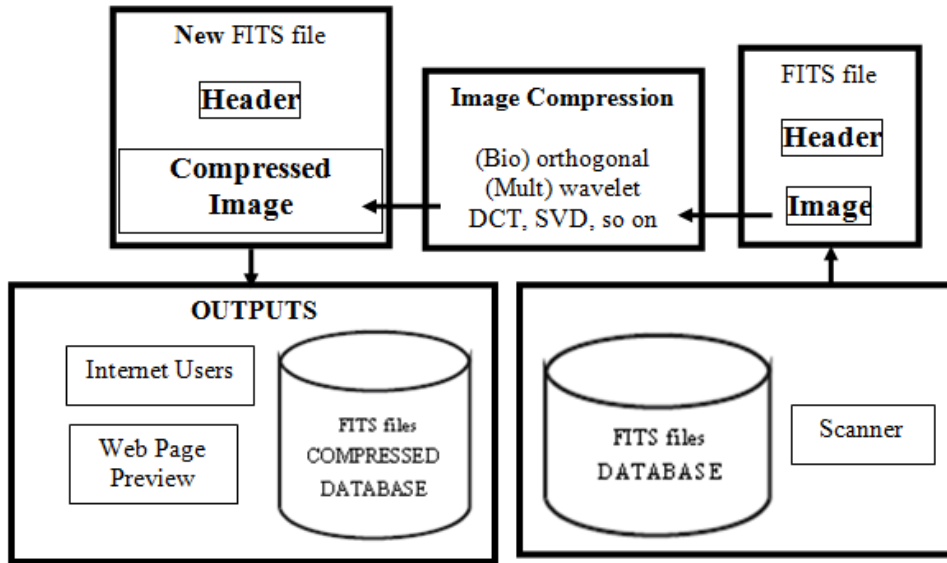 New FITS file
Header
Compressed
Image
Image Compression
(Bio) orthogonal
(Mult) wavelet
DCT, SVD, so on
FITS file
Header
Image
OUTPUTS
Internet Users
Web Page
Preview
FITS files
COMPRESSED
DATABASE
FITS files
DATABASE
Scanner